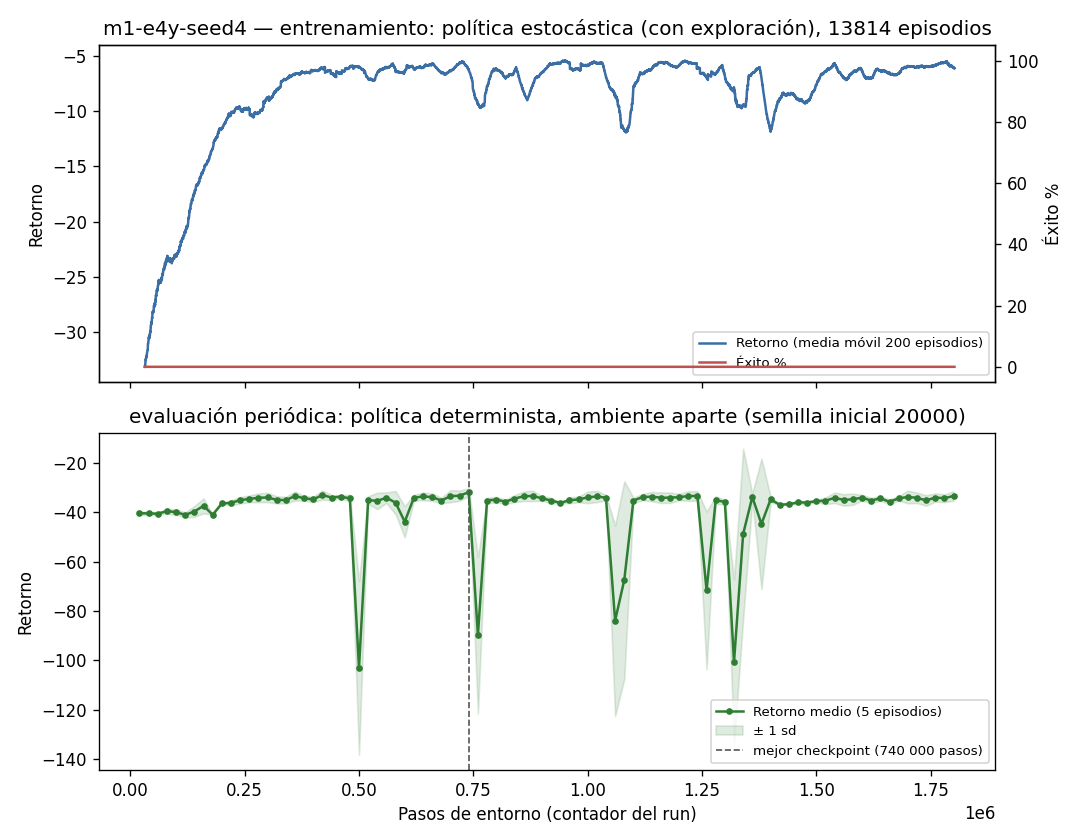 m1-e4y-seed4 — entrenamiento: política estocástica (con exploración), 13814 episodios
−5
−10
−15
−20
−25
−30
Retorno
100
80
60
40
20
0
Éxito %
Retorno (media móvil 200 episodios)
Éxito %
evaluación periódica: política determinista, ambiente aparte (semilla inicial 20000)
−20
−40
−60
−80
−100
−120
−140
Retorno
Retorno medio (5 episodios)
± 1 sd
mejor checkpoint (740 000 pasos)
0.00 0.25 0.50 0.75 1.00 1.25 1.50 1.75
1e6
Pasos de entorno (contador del run)